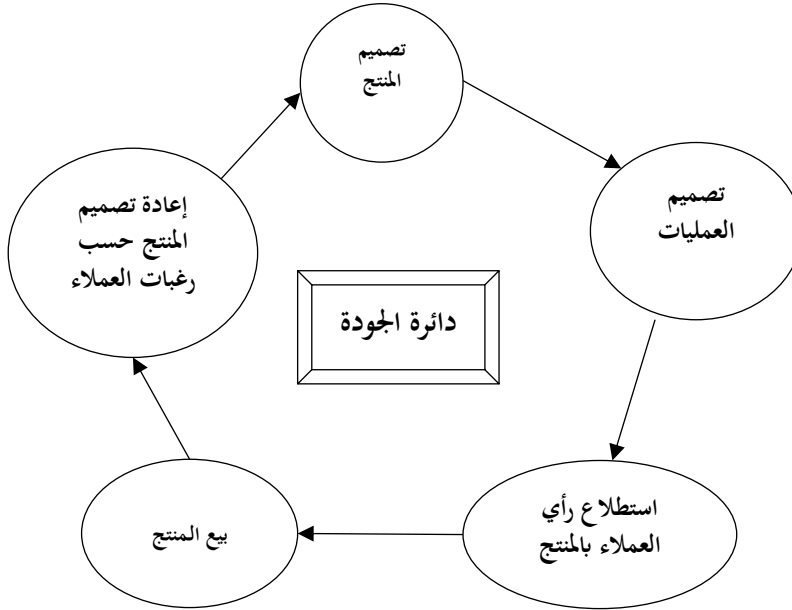 تصميم
المنتج
تصميم
العمليات
إعادة تصميم
المنتج حسب
رغبات العملاء
دائرة الجودة
استطلاع رأي
العملاء بالمنتج
بيع المنتج